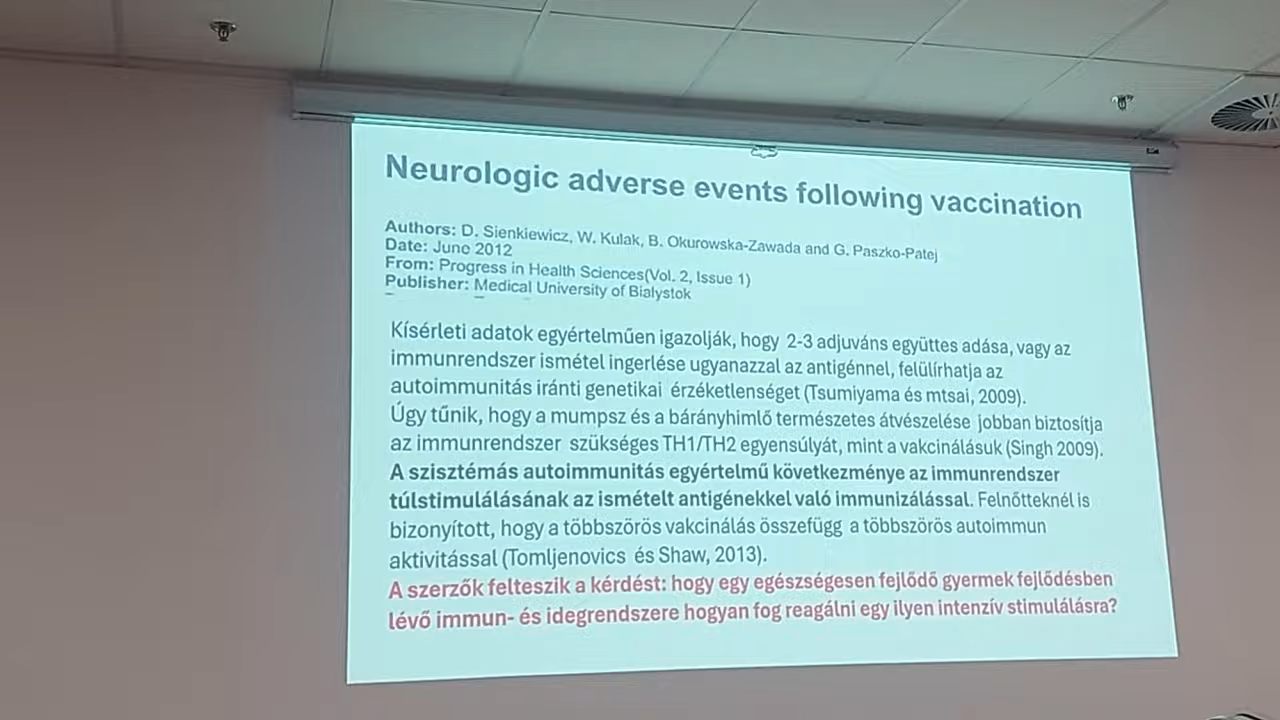 Neurologic adverse events following vaccination
Authors: D. Sienkiewicz, W. Kulak, B. Okurowska-Zawada and G. Paszko-Patej
Date: June 2012
From: Progress in Health Sciences(Vol. 2, Issue 1)
Publisher: Medical University of Bialystok
Kísérleti adatok egyértelműen igazolják, hogy 2-3 adjuváns együttes adása, vagy az
immunrendszer ismétel ingerlése ugyanazzal az antigénnel, felülírhatja az
autoimmunitás iránti genetikai érzéketlenséget (Tsumiyama és mtsai, 2009).
Úgy tűnik, hogy a mumpsz és a bárányhimlő természetes átvészelése jobban biztosítja
az immunrendszer szükséges TH1/TH2 egyensúlyát, mint a vakcinálásuk (Singh 2009).
A szisztémás autoimmunitás egyértelmű következménye az immunrendszer
túlstimulálásának az ismételt antigénekkel való immunizálással. Felnőtteknél is
bizonyított, hogy a többszörös vakcinálás összefügg a többszörös autoimmun
aktivitással (Tomljenovics és Shaw, 2013).
A szerzők felteszik a kérdést: hogy egy egészségesen fejlődő gyermek fejlődésben
lévő immun- és idegrendszere hogyan fog reagálni egy ilyen intenzív stimulálásra?